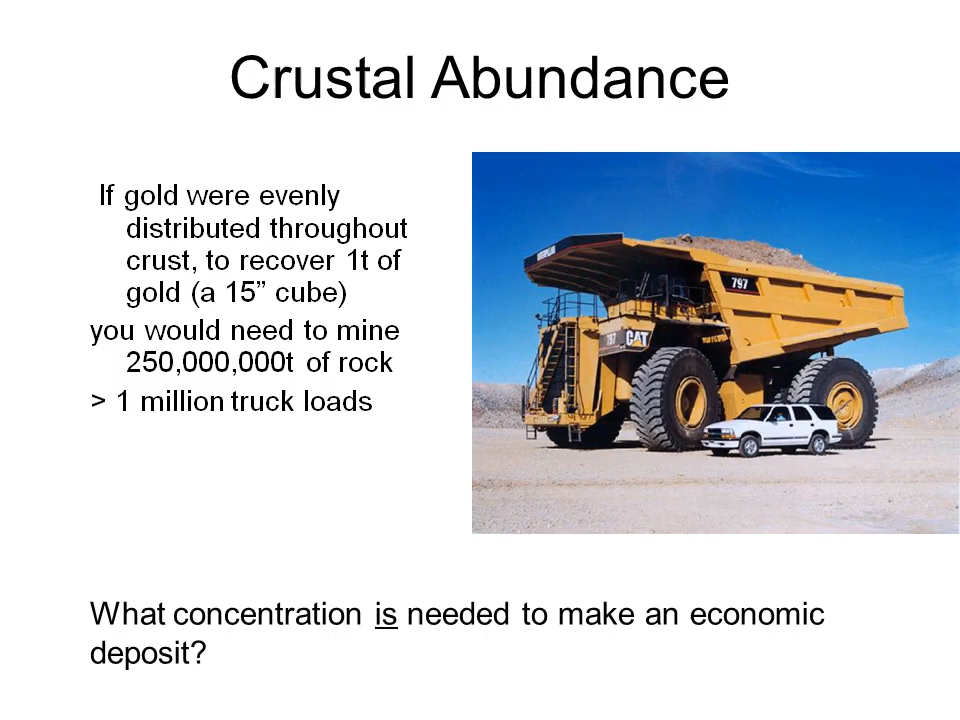 Crustal Abundance
If gold were evenly
distributed throughout
crust, to recover 1t of
gold (a 15” cube)
you would need to mine
250,000,000t of rock
> 1 million truck loads
797
797 CAT
What concentration is needed to make an economic
deposit?